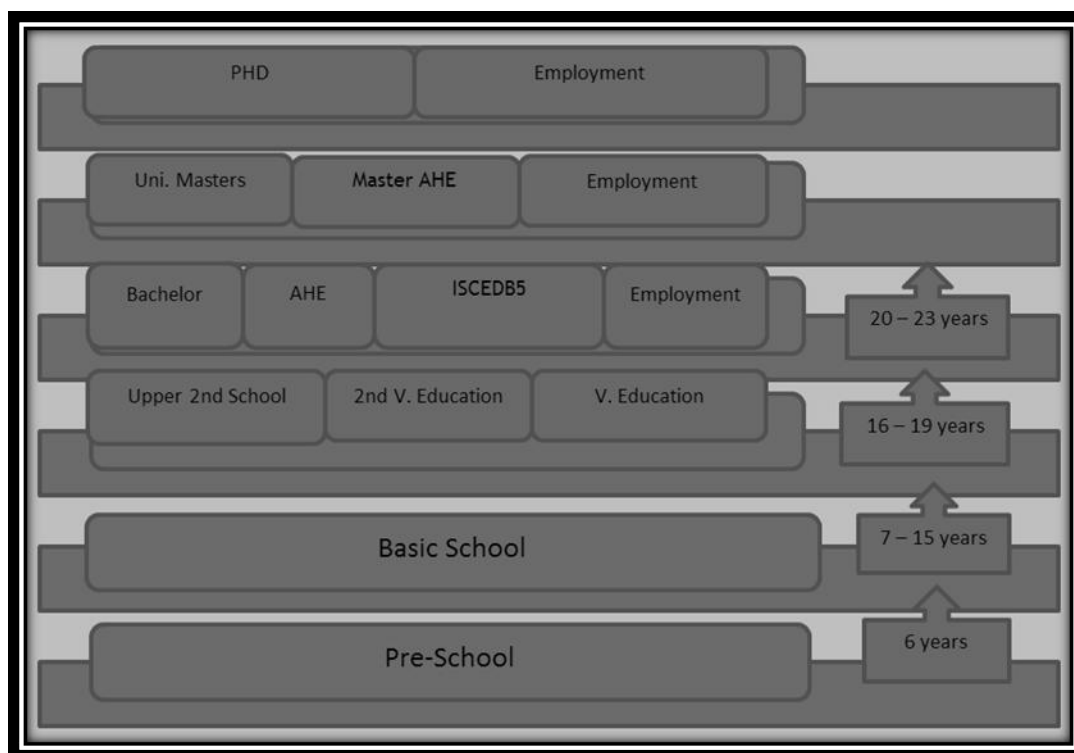 PHD
Employment
Uni. Masters
Master AHE
Employment
Bachelor
AHE
ISCEDB5
Employment
20 – 23 years
Upper 2nd School
2nd V. Education
V. Education
16 – 19 years
Basic School
7 – 15 years
Pre-School
6 years